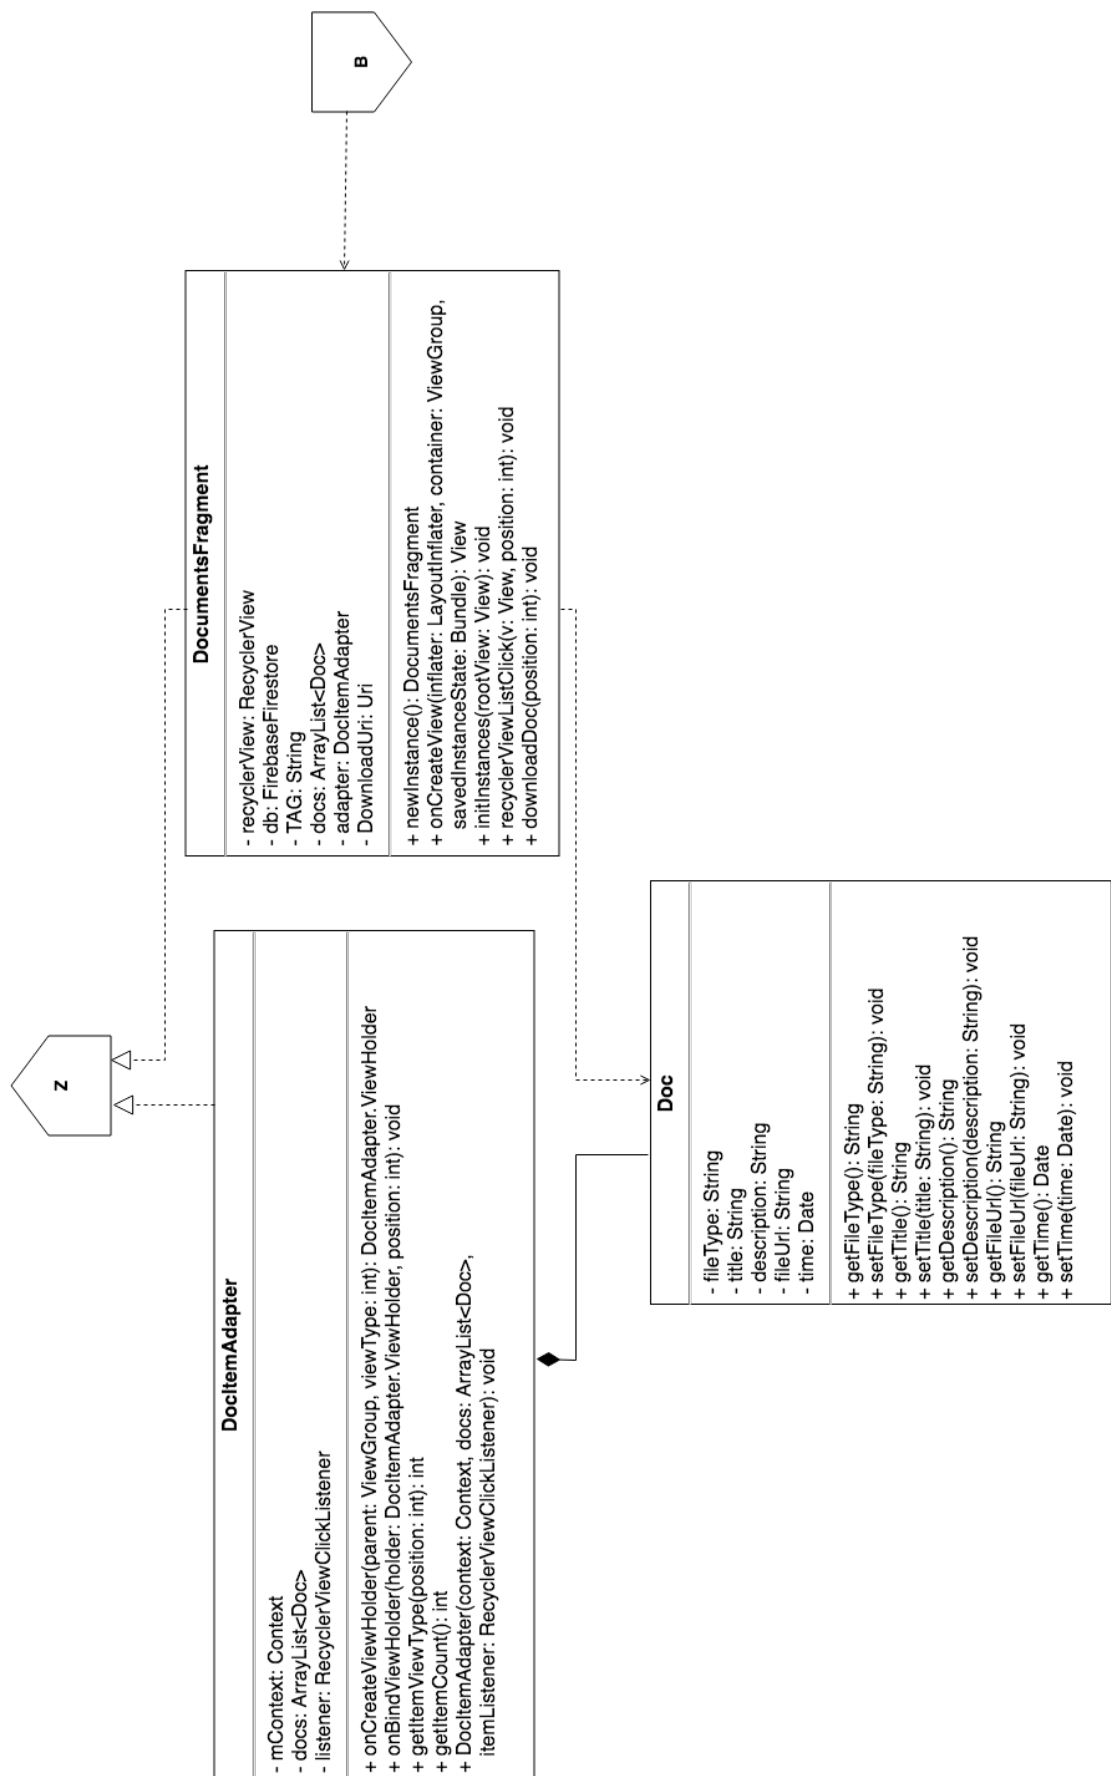 Z
B
DocItemAdapter
- mContext: Context
- docs: ArrayList<Doc>
- listener: RecyclerViewClickListener
+ onCreateViewHolder(parent: ViewGroup, viewType: int): DocItemAdapter.ViewHolder
+ onBindViewHolder(holder: DocItemAdapter.ViewHolder, position: int): void
+ getItemViewType(position: int): int
+ getItemCount(): int
+ DocItemAdapter(context: Context, docs: ArrayList<Doc>,
itemListener: RecyclerViewClickListener): void
DocumentsFragment
- recyclerView: RecyclerView
- db: FirebaseFirestore
- TAG: String
- docs: ArrayList<Doc>
- adapter: DocItemAdapter
- DownloadUri: Uri
+ newInstance(): DocumentsFragment
+ onCreateView(inflater: LayoutInflater, container: ViewGroup,
savedInstanceState: Bundle): View
+ initInstances(rootView: View): void
+ recyclerViewListClick(v: View, position: int): void
+ downloadDoc(position: int): void
Doc
- fileType: String
- title: String
- description: String
- fileUrl: String
- time: Date
+ getFileType(): String
+ setFileType(fileType: String): void
+ getTitle(): String
+ setTitle(title: String): void
+ getDescription(): String
+ setDescription(description: String): void
+ getFileUrl(): String
+ setFileUrl(fileUrl: String): void
+ getTime(): Date
+ setTime(time: Date): void